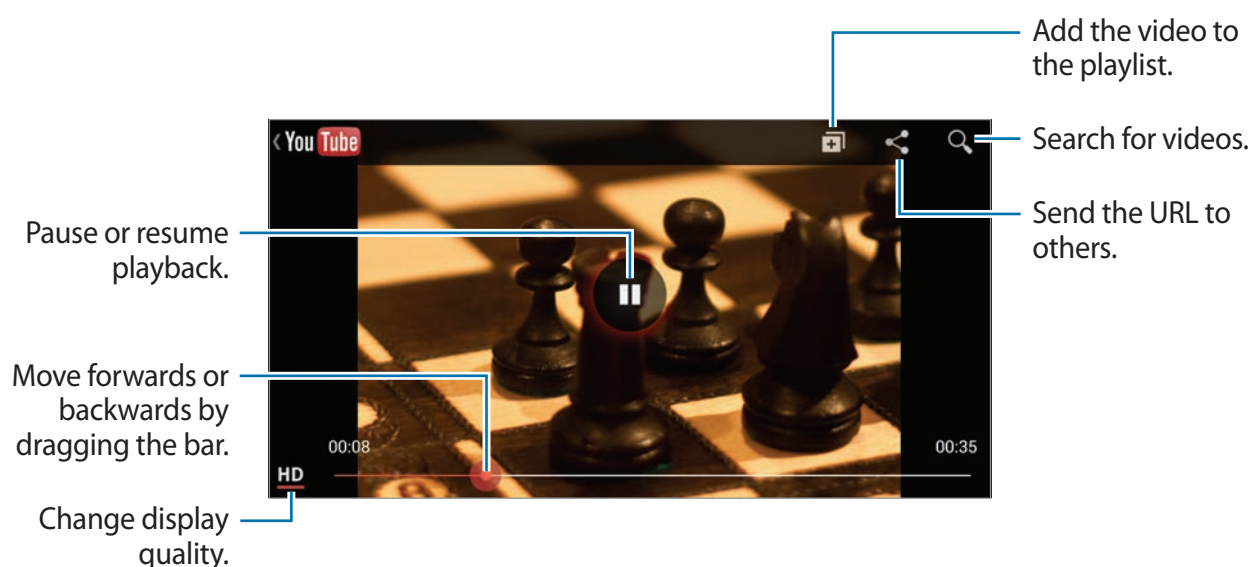 Add the video to
the playlist.
You Tube
Search for videos.
Send the URL to
others.
Pause or resume
playback.
Move forwards or
backwards by
dragging the bar.
00:08
00:35
HD
Change display
quality.